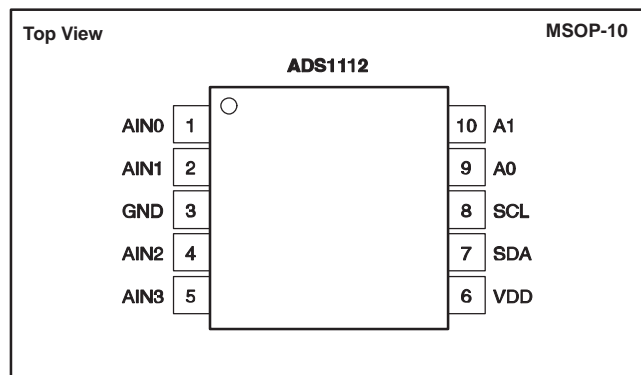 Top View MSOP-10
ADS1112
AIN0 1 10 A1
AIN1 2 9 A0
GND 3 8 SCL
AIN2 4 7 SDA
AIN3 5 6 VDD